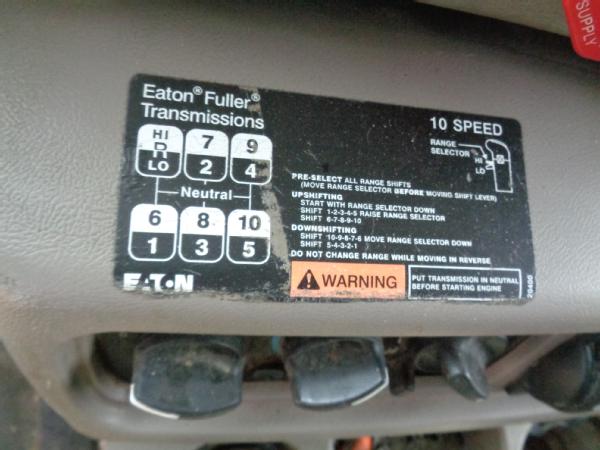 SUPPLY
Eaton® Fuller®
Transmissions
10 SPEED
HI R LO
7 2
9 4
Neutral
6 1
8 3
10 5
EATON
RANGE
SELECTOR
HI
LO
PRE-SELECT ALL RANGE SHIFTS
(MOVE RANGE SELECTOR BEFORE MOVING SHIFT LEVER)
UPSHIFTING
START WITH RANGE SELECTOR DOWN
SHIFT 1-2-3-4-5 RAISE RANGE SELECTOR
SHIFT 6-7-8-9-10
DOWNSHIFTING
SHIFT 10-9-8-7-6 MOVE RANGE SELECTOR DOWN
SHIFT 5-4-3-2-1
DO NOT CHANGE RANGE WHILE MOVING IN REVERSE
WARNING
PUT TRANSMISSION IN NEUTRAL
BEFORE STARTING ENGINE